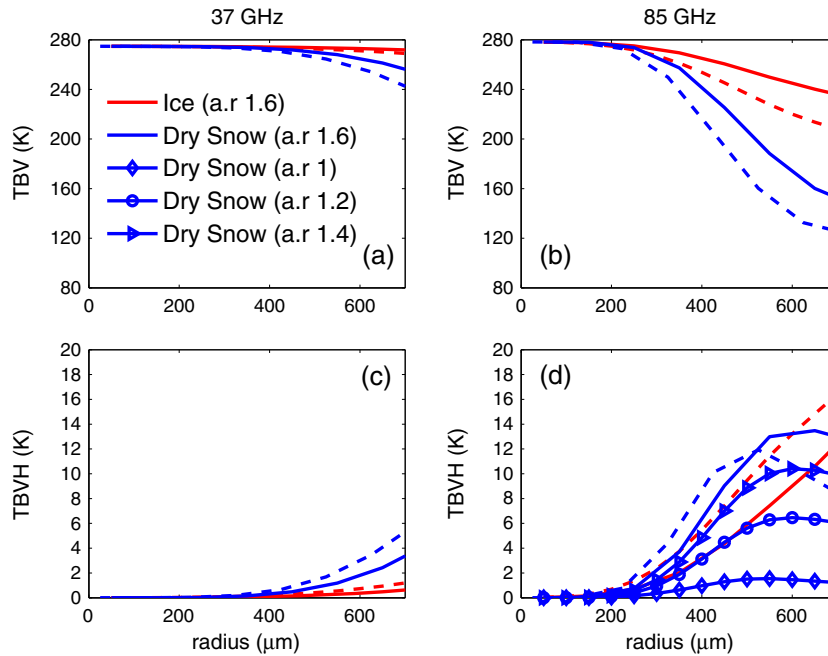 37 GHz
85 GHz
280
240
200
160
120
80
TBV (K)
Ice (a.r 1.6)
Dry Snow (a.r 1.6)
Dry Snow (a.r 1)
Dry Snow (a.r 1.2)
Dry Snow (a.r 1.4)
(a)
0
200
400
600
280
240
200
160
120
80
TBV (K)
(b)
0
200
400
600
20
18
16
14
12
10
8
6
4
2
0
TBVH (K)
(c)
0
200
400
600
radius (μm)
20
18
16
14
12
10
8
6
4
2
0
TBVH (K)
(d)
0
200
400
600
radius (μm)